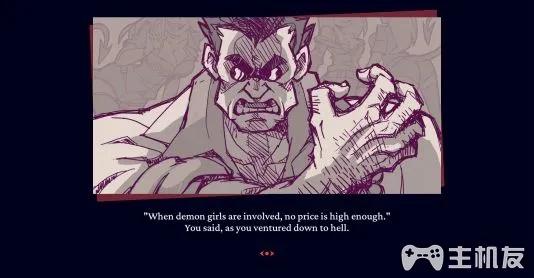 "When demon girls are involved, no price is high enough."
You said, as you ventured down to hell.
主机友